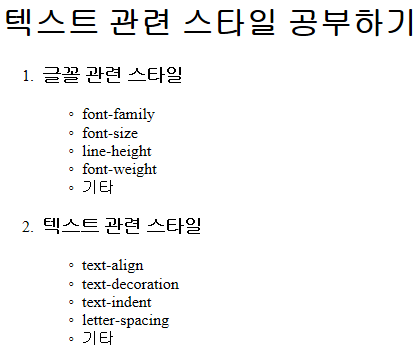 텍스트 관련 스타일 공부하기
1. 글꼴 관련 스타일
font-family
font-size
line-height
font-weight
기타
2. 텍스트 관련 스타일
text-align
text-decoration
text-indent
letter-spacing
기타